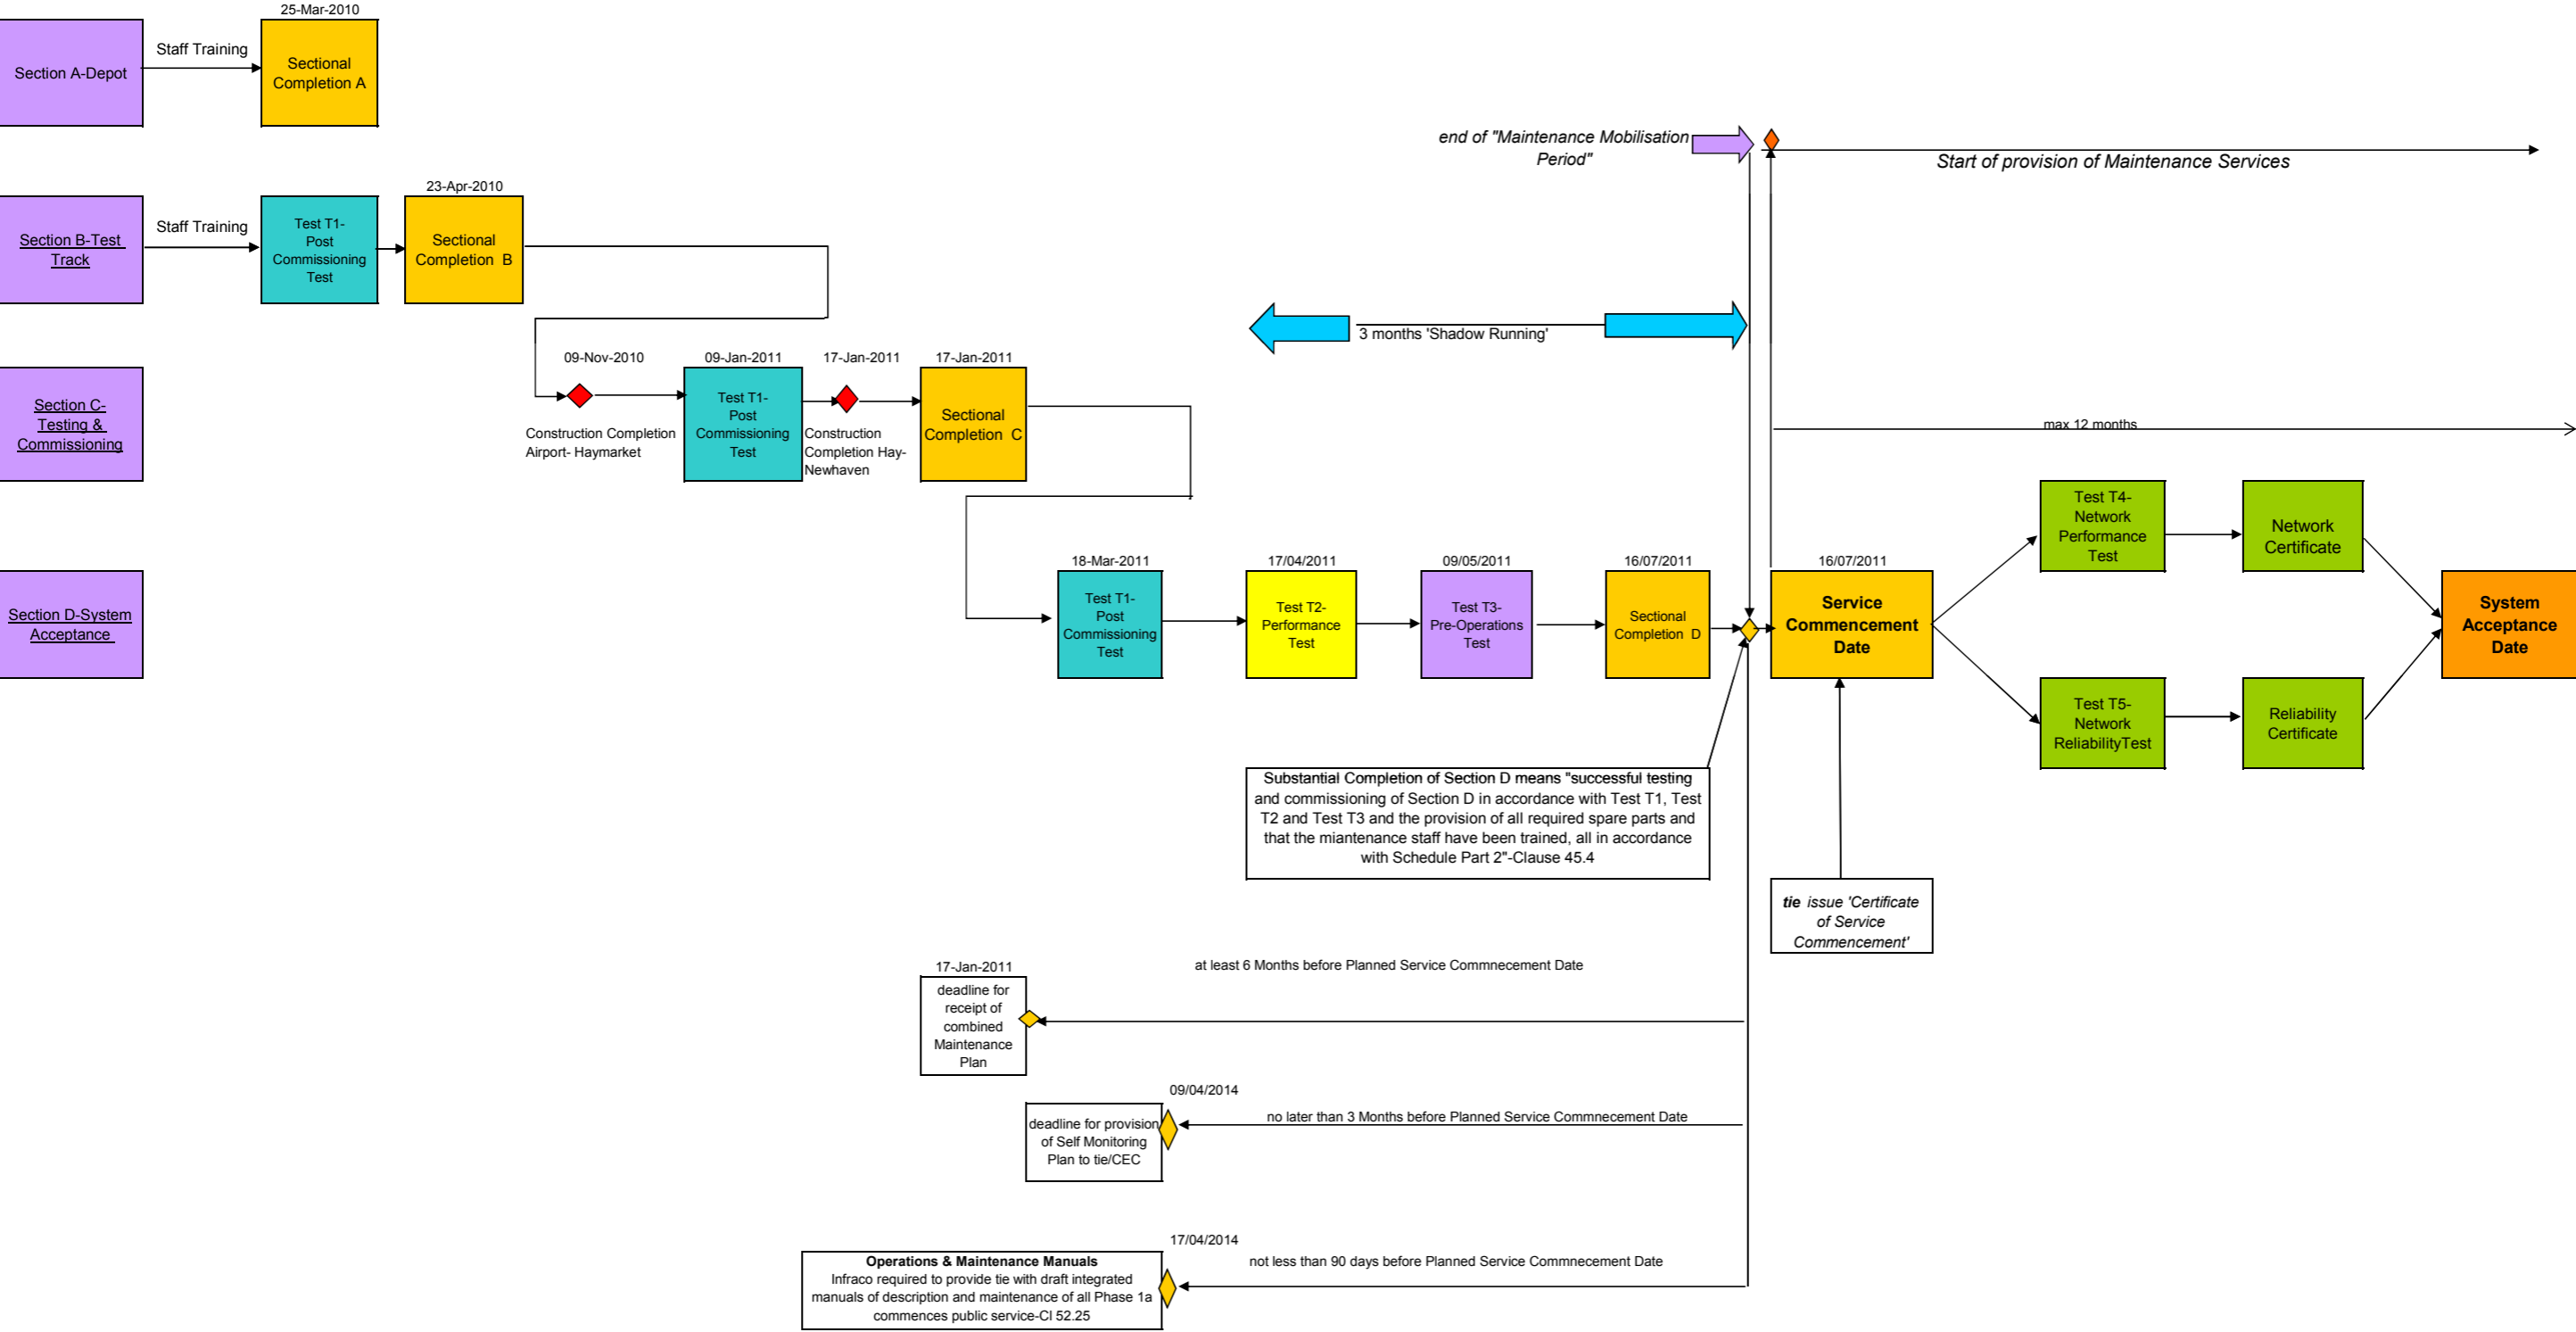 25-Mar-2010
Section A-Depot
Staff Training
Sectional
Completion A
end of "Maintenance Mobilisation
Period"
Start of provision of Maintenance Services
23-Apr-2010
Section B-Test
Track
Staff Training
Test T1-
Post
Commissioning
Test
Sectional
Completion B
3 months 'Shadow Running'
Section C-
Testing &
Commissioning
09-Nov-2010
Construction Completion
Airport- Haymarket
09-Jan-2011
Test T1-
Post
Commissioning
Test
17-Jan-2011
Construction
Completion Hay-
Newhaven
17-Jan-2011
Sectional
Completion C
max 12 months
Section D-System
Acceptance
18-Mar-2011
Test T1-
Post
Commissioning
Test
17/04/2011
Test T2-
Performance
Test
09/05/2011
Test T3-
Pre-Operations
Test
16/07/2011
Sectional
Completion D
16/07/2011
Service
Commencement
Date
Test T4-
Network
Performance
Test
Network
Certificate
Test T5-
Network
ReliabilityTest
Reliability
Certificate
System
Acceptance
Date
Substantial Completion of Section D means "successful testing
and commissioning of Section D in accordance with Test T1, Test
T2 and Test T3 and the provision of all required spare parts and
that the miantenance staff have been trained, all in accordance
with Schedule Part 2"-Clause 45.4
tie issue 'Certificate
of Service
Commencement'
17-Jan-2011
deadline for
receipt of
combined
Maintenance
Plan
at least 6 Months before Planned Service Commnecement Date
09/04/2014
deadline for provision
of Self Monitoring
Plan to tie/CEC
no later than 3 Months before Planned Service Commnecement Date
17/04/2014
Operations & Maintenance Manuals
Infraco required to provide tie with draft integrated
manuals of description and maintenance of all Phase 1a
commences public service-Cl 52.25
not less than 90 days before Planned Service Commnecement Date